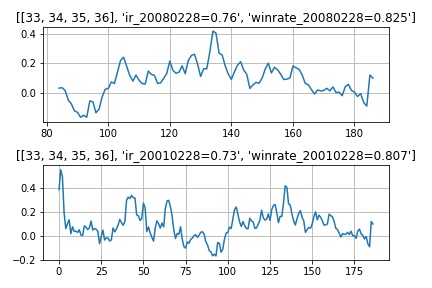 [[33, 34, 35, 36], 'ir_20080228=0.76', 'winrate_20080228=0.825']
0.4
0.2
0.0
80 100 120 140 160 180
[[33, 34, 35, 36], 'ir_20010228=0.73', 'winrate_20010228=0.807']
0.4
0.2
0.0
−0.2
0 25 50 75 100 125 150 175